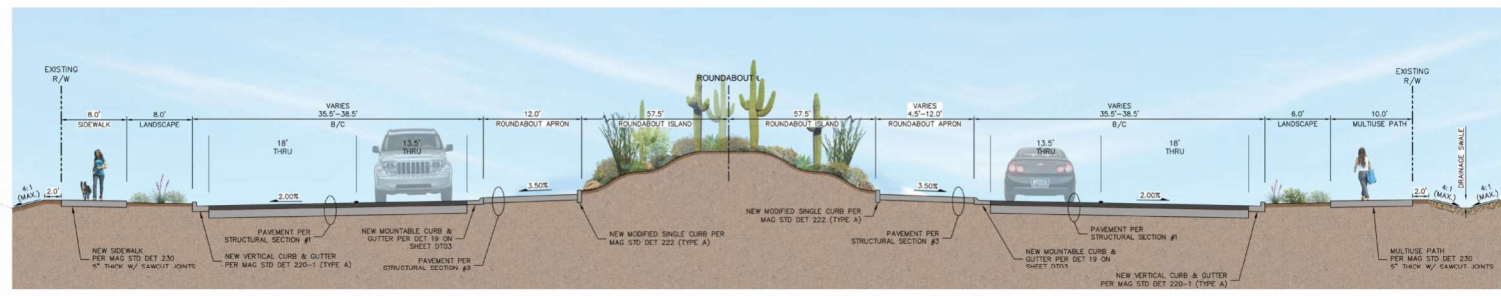 EXISTING
R/W
8.0'
SIDEWALK
8.0'
LANDSCAPE
VARIES
35.5'-38.5'
B/C
12.0'
ROUNDABOUT APRON
57.5'
ROUNDABOUT ISLAND
ROUNDABOUT ℄
57.5'
ROUNDABOUT ISLAND
VARIES
4.5'-12.0'
ROUNDABOUT APRON
VARIES
35.5'-38.5'
B/C
6.0'
LANDSCAPE
10.0'
MULTIUSE PATH
EXISTING
R/W
18'
THRU
13.5'
THRU
13.5'
THRU
18'
THRU
4:1
(MAX.)
2.0'
2.00%
3.50%
3.50%
2.00%
2.0'
4:1
(MAX.)
DRAINAGE SWALE
4:1
(MAX.)
NEW SIDEWALK
PER MAG STD DET 230
5" THICK W/ SAWCUT JOINTS
NEW VERTICAL CURB & GUTTER
PER MAG STD DET 220-1 (TYPE A)
PAVEMENT PER
STRUCTURAL SECTION #1
NEW MOUNTABLE CURB &
GUTTER PER DET 19 ON
SHEET DT03
PAVEMENT PER
STRUCTURAL SECTION #3
NEW MODIFIED SINGLE CURB PER
MAG STD DET 222 (TYPE A)
NEW MODIFIED SINGLE CURB PER
MAG STD DET 222 (TYPE A)
PAVEMENT PER
STRUCTURAL SECTION #3
NEW MOUNTABLE CURB &
GUTTER PER DET 19 ON
SHEET DT03
PAVEMENT PER
STRUCTURAL SECTION #1
NEW VERTICAL CURB & GUTTER
PER MAG STD DET 220-1 (TYPE A)
MULTIUSE PATH
PER MAG STD DET 230
5" THICK W/ SAWCUT JOINTS